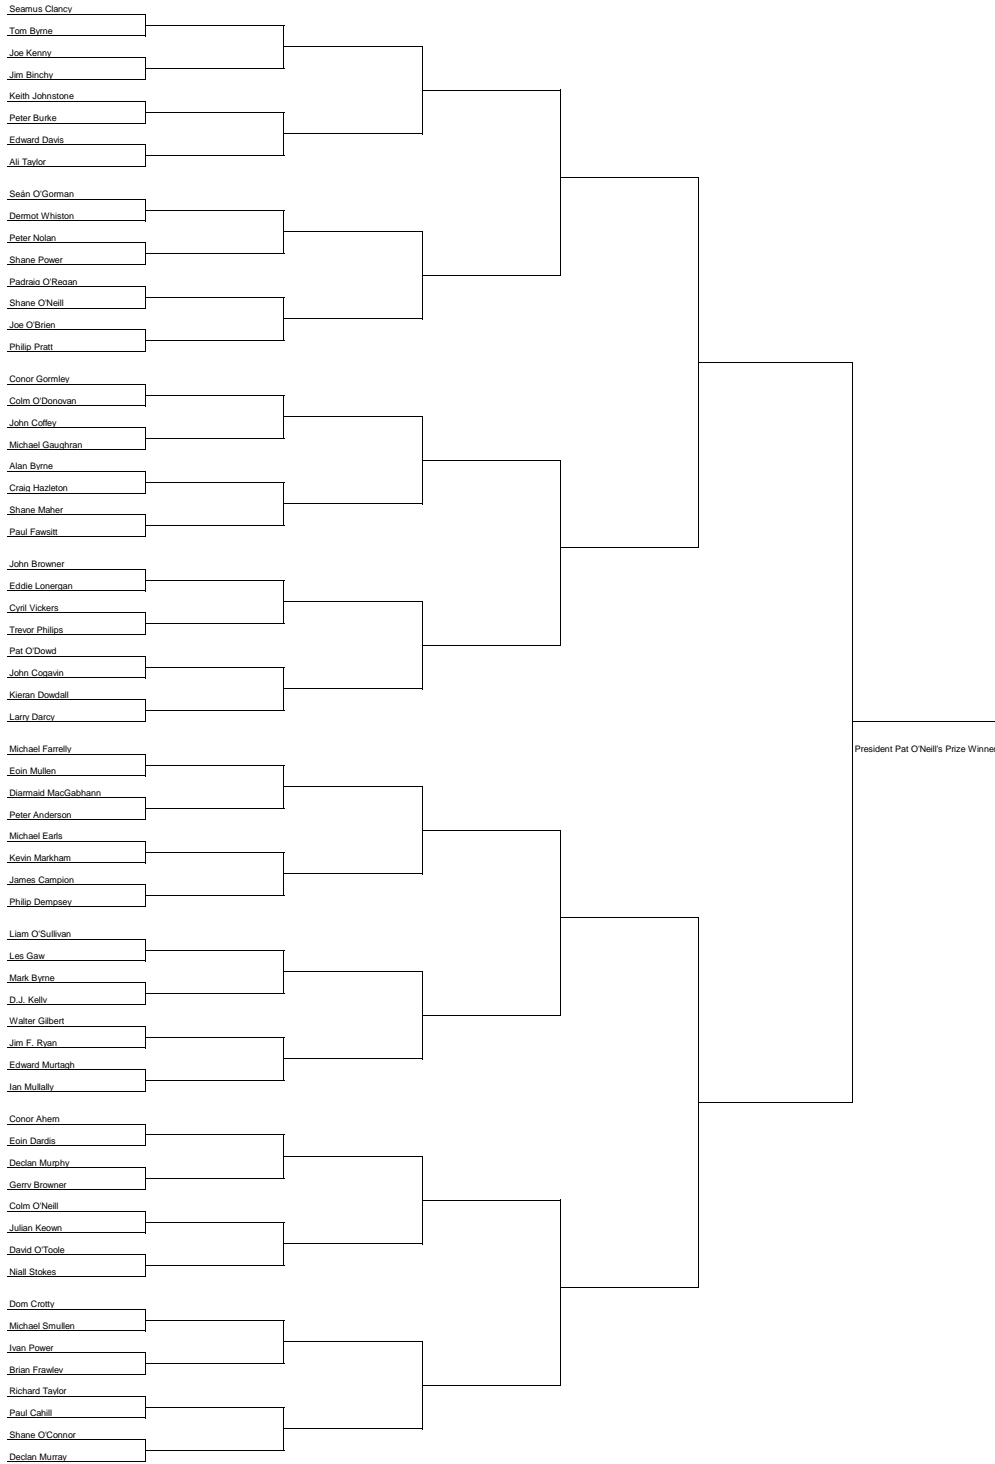 Seamus Clancy
Tom Byrne
Joe Kenny
Jim Binchy
Keith Johnstone
Peter Burke
Edward Davis
Ali Taylor
Seán O'Gorman
Dermot Whiston
Peter Nolan
Shane Power
Padraig O'Regan
Shane O'Neill
Joe O'Brien
Philip Pratt
Conor Gormley
Colm O'Donovan
John Coffey
Michael Gaughran
Alan Byrne
Craig Hazleton
Shane Maher
Paul Fawsitt
John Browner
Eddie Lonergan
Cyril Vickers
Trevor Philips
Pat O'Dowd
John Cogavin
Kieran Dowdall
Larry Darcy
Michael Farrelly
President Pat O'Neill's Prize Winner
Eoin Mullen
Diarmaid MacGabhann
Peter Anderson
Michael Earls
Kevin Markham
James Campion
Philip Dempsey
Liam O'Sullivan
Les Gaw
Mark Byrne
D.J. Kelly
Walter Gilbert
Jim F. Ryan
Edward Murtagh
Ian Mullally
Conor Ahern
Eoin Dardis
Declan Murphy
Gerry Browner
Colm O'Neill
Julian Keown
David O'Toole
Niall Stokes
Dom Crotty
Michael Smullen
Ivan Power
Brian Frawley
Richard Taylor
Paul Cahill
Shane O'Connor
Declan Murray